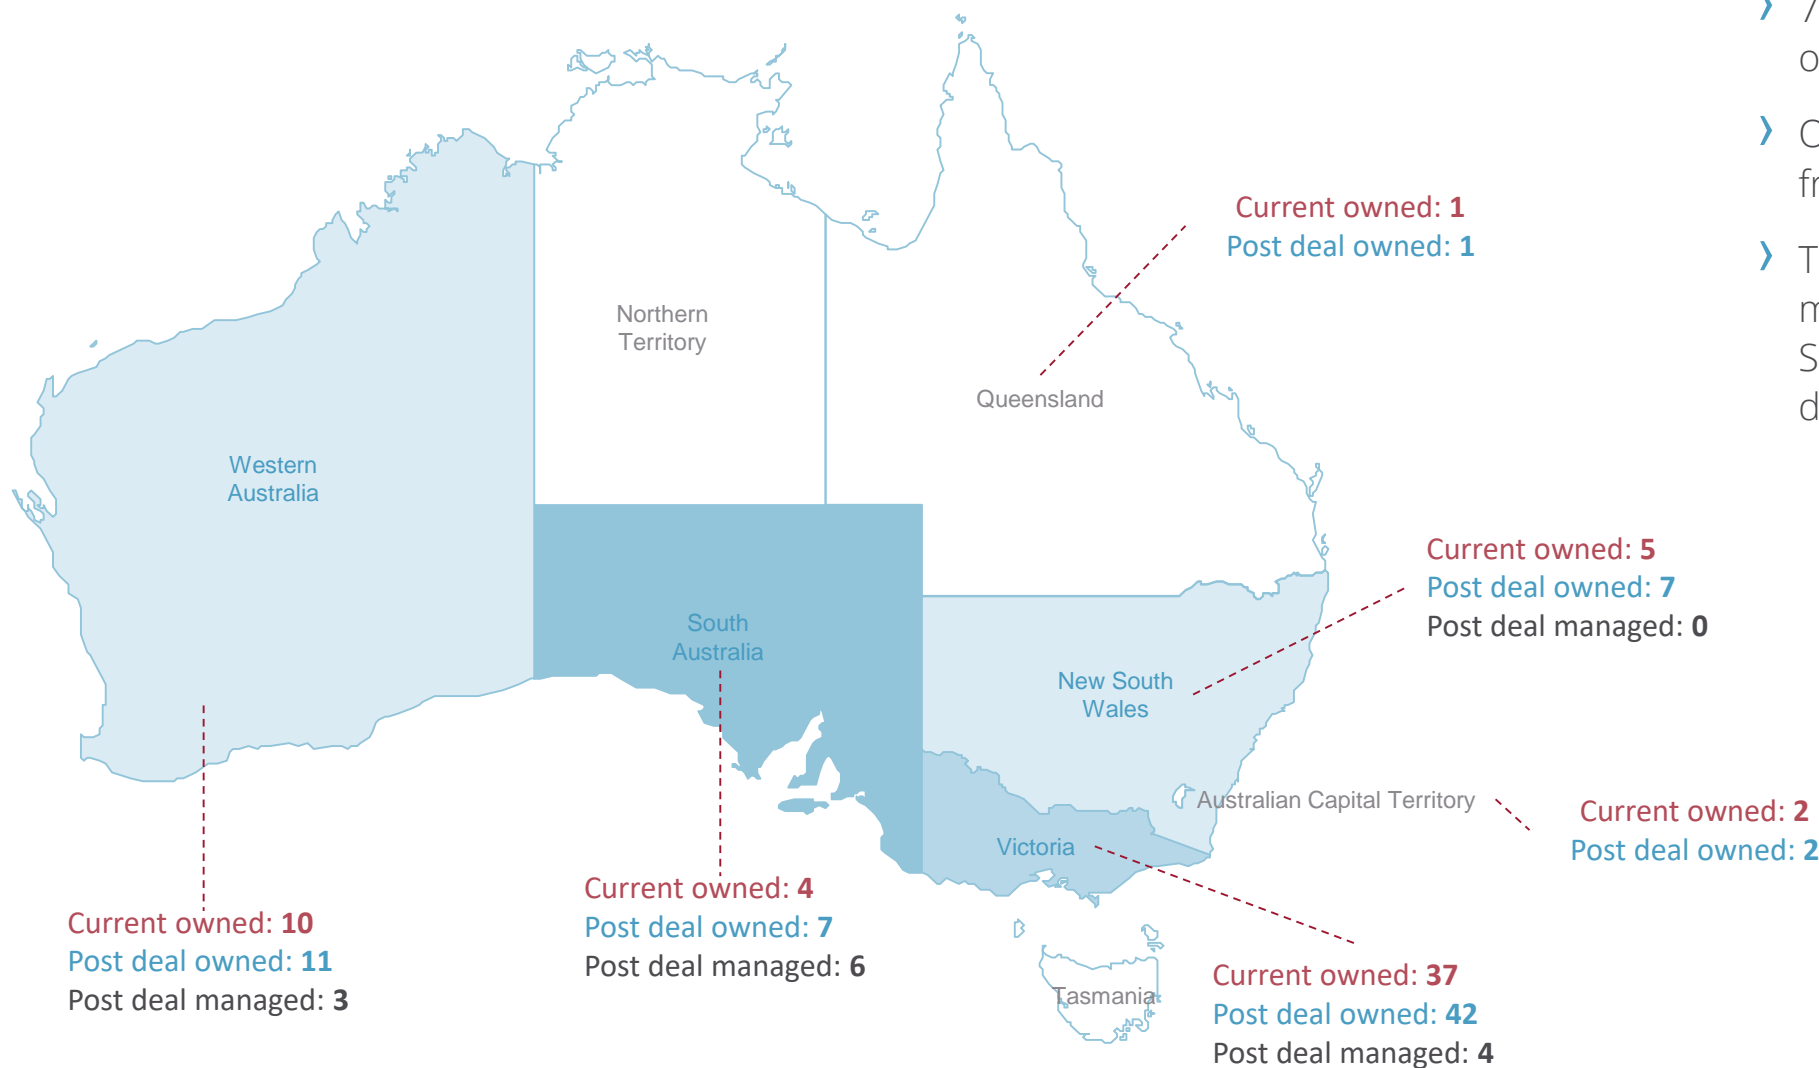 Northern
Territory
Queensland
Western
Australia
South
Australia
New South
Wales
Australian Capital Territory
Victoria
Tasmania
Current owned: 1
Post deal owned: 1
Current owned: 5
Post deal owned: 7
Post deal managed: 0
Current owned: 2
Post deal owned: 2
Current owned: 37
Post deal owned: 42
Post deal managed: 4
Current owned: 4
Post deal owned: 7
Post deal managed: 6
Current owned: 10
Post deal owned: 11
Post deal managed: 3